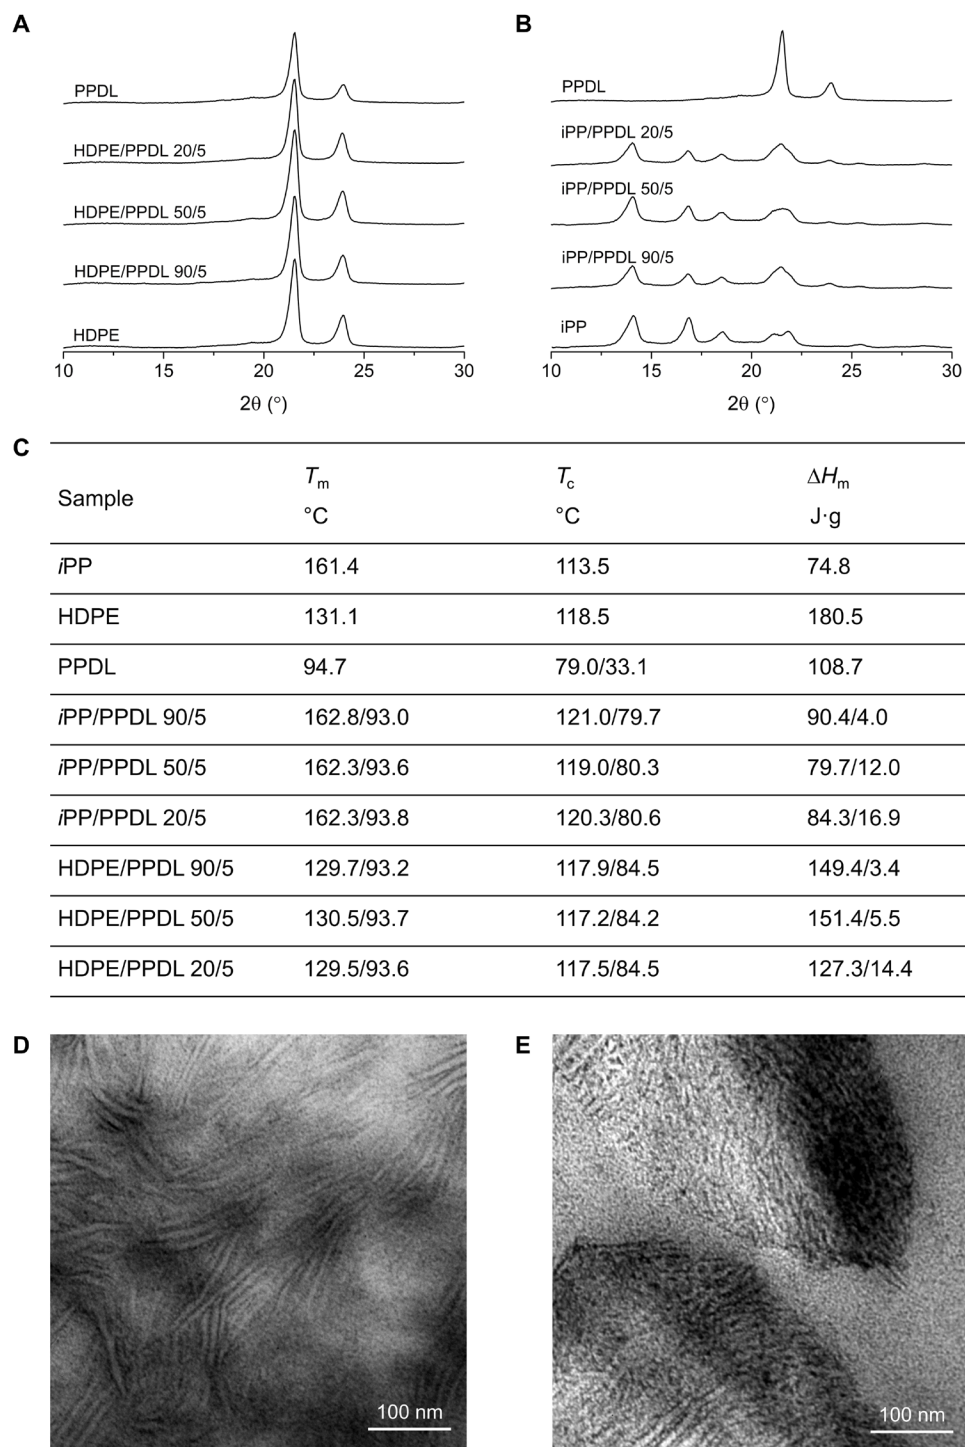 A
PPDL
HDPE/PPDL 20/5
HDPE/PPDL 50/5
HDPE/PPDL 90/5
HDPE
10 15 20 25 30
2θ (°)
B
PPDL
iPP/PPDL 20/5
iPP/PPDL 50/5
iPP/PPDL 90/5
iPP
10 15 20 25 30
2θ (°)
C
Sample Tm °C Tc °C ΔHm J·g
iPP 161.4 113.5 74.8
HDPE 131.1 118.5 180.5
PPDL 94.7 79.0/33.1 108.7
iPP/PPDL 90/5 162.8/93.0 121.0/79.7 90.4/4.0
iPP/PPDL 50/5 162.3/93.6 119.0/80.3 79.7/12.0
iPP/PPDL 20/5 162.3/93.8 120.3/80.6 84.3/16.9
HDPE/PPDL 90/5 129.7/93.2 117.9/84.5 149.4/3.4
HDPE/PPDL 50/5 130.5/93.7 117.2/84.2 151.4/5.5
HDPE/PPDL 20/5 129.5/93.6 117.5/84.5 127.3/14.4
D
100 nm
E
100 nm